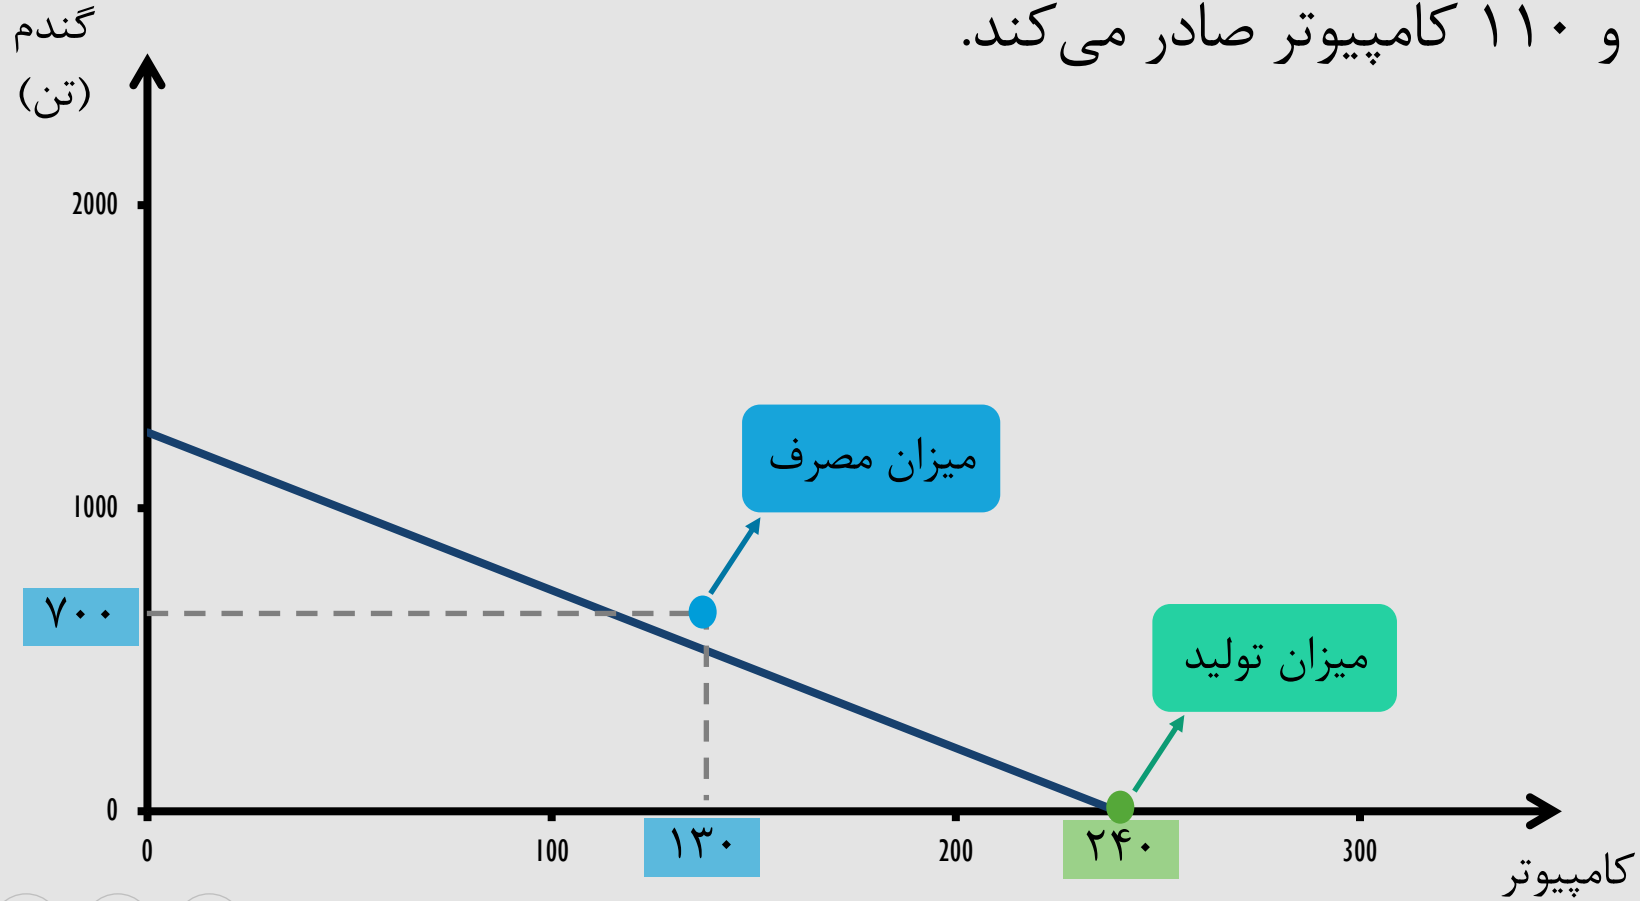 و ۱۱۰ کامپیوتر صادر می‌کند.
گندم
(تن)
2000
1000
۷۰۰
0
میزان مصرف
میزان تولید
0
100
۱۳۰
200
۲۴۰
300
کامپیوتر